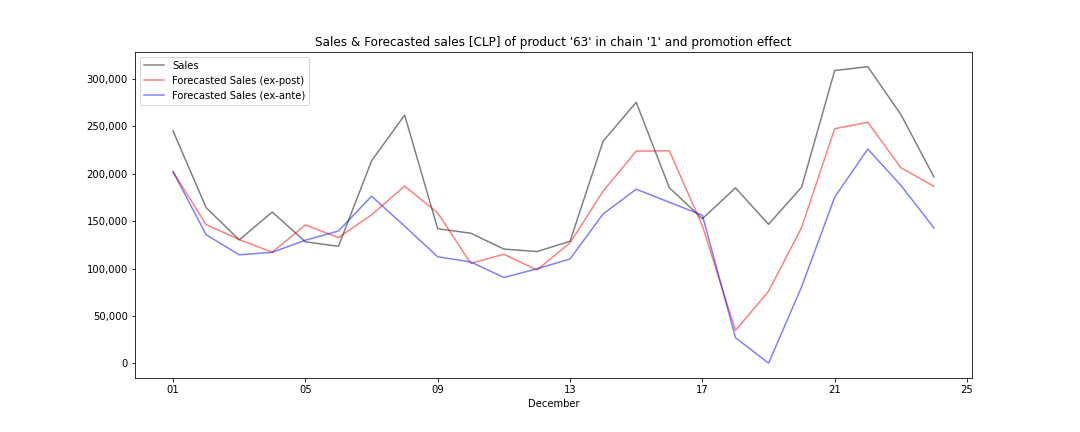 Sales & Forecasted sales [CLP] of product '63' in chain '1' and promotion effect
Sales
Forecasted Sales (ex-post)
Forecasted Sales (ex-ante)
300,000
250,000
200,000
150,000
100,000
50,000
0
01 05 09 13 17 21 25
December